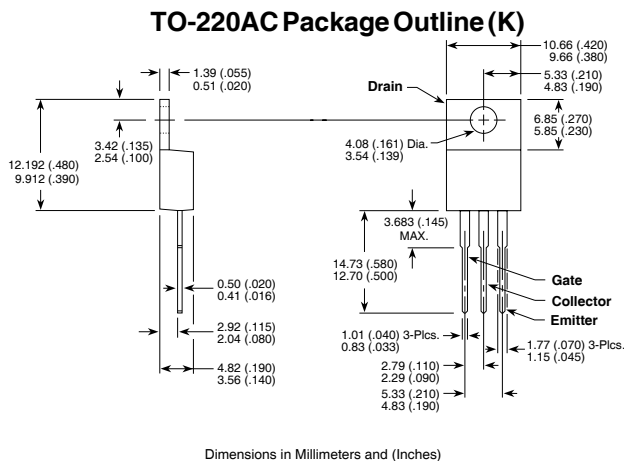 TO-220AC Package Outline (K)
10.66 (.420)
9.66 (.380)
1.39 (.055)
0.51 (.020)
5.33 (.210)
4.83 (.190)
Drain
6.85 (.270)
5.85 (.230)
3.42 (.135)
2.54 (.100)
4.08 (.161) Dia.
3.54 (.139)
12.192 (.480)
9.912 (.390)
3.683 (.145)
MAX.
14.73 (.580)
12.70 (.500)
0.50 (.020)
0.41 (.016)
Gate
Collector
Emitter
2.92 (.115)
2.04 (.080)
1.01 (.040) 3-Plcs.
0.83 (.033)
1.77 (.070) 3-Plcs.
1.15 (.045)
4.82 (.190)
3.56 (.140)
2.79 (.110)
2.29 (.090)
5.33 (.210)
4.83 (.190)
Dimensions in Millimeters and (Inches)